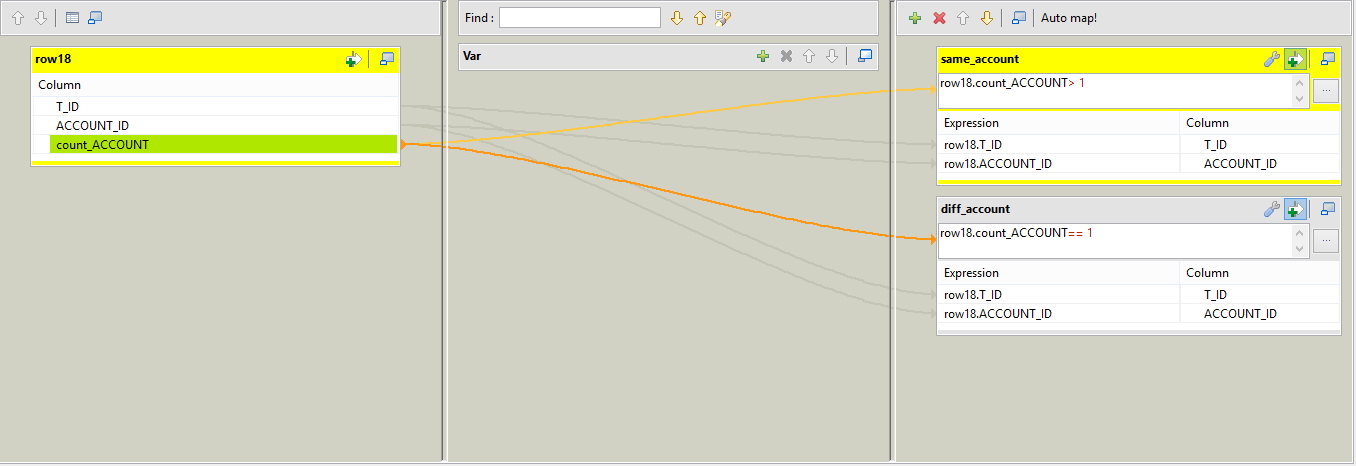 Find :
Auto map!
row18
Column
T_ID
ACCOUNT_ID
count_ACCOUNT
Var
same_account
row18.count_ACCOUNT> 1
...
Expression Column
row18.T_ID T_ID
row18.ACCOUNT_ID ACCOUNT_ID
diff_account
row18.count_ACCOUNT== 1
...
Expression Column
row18.T_ID T_ID
row18.ACCOUNT_ID ACCOUNT_ID